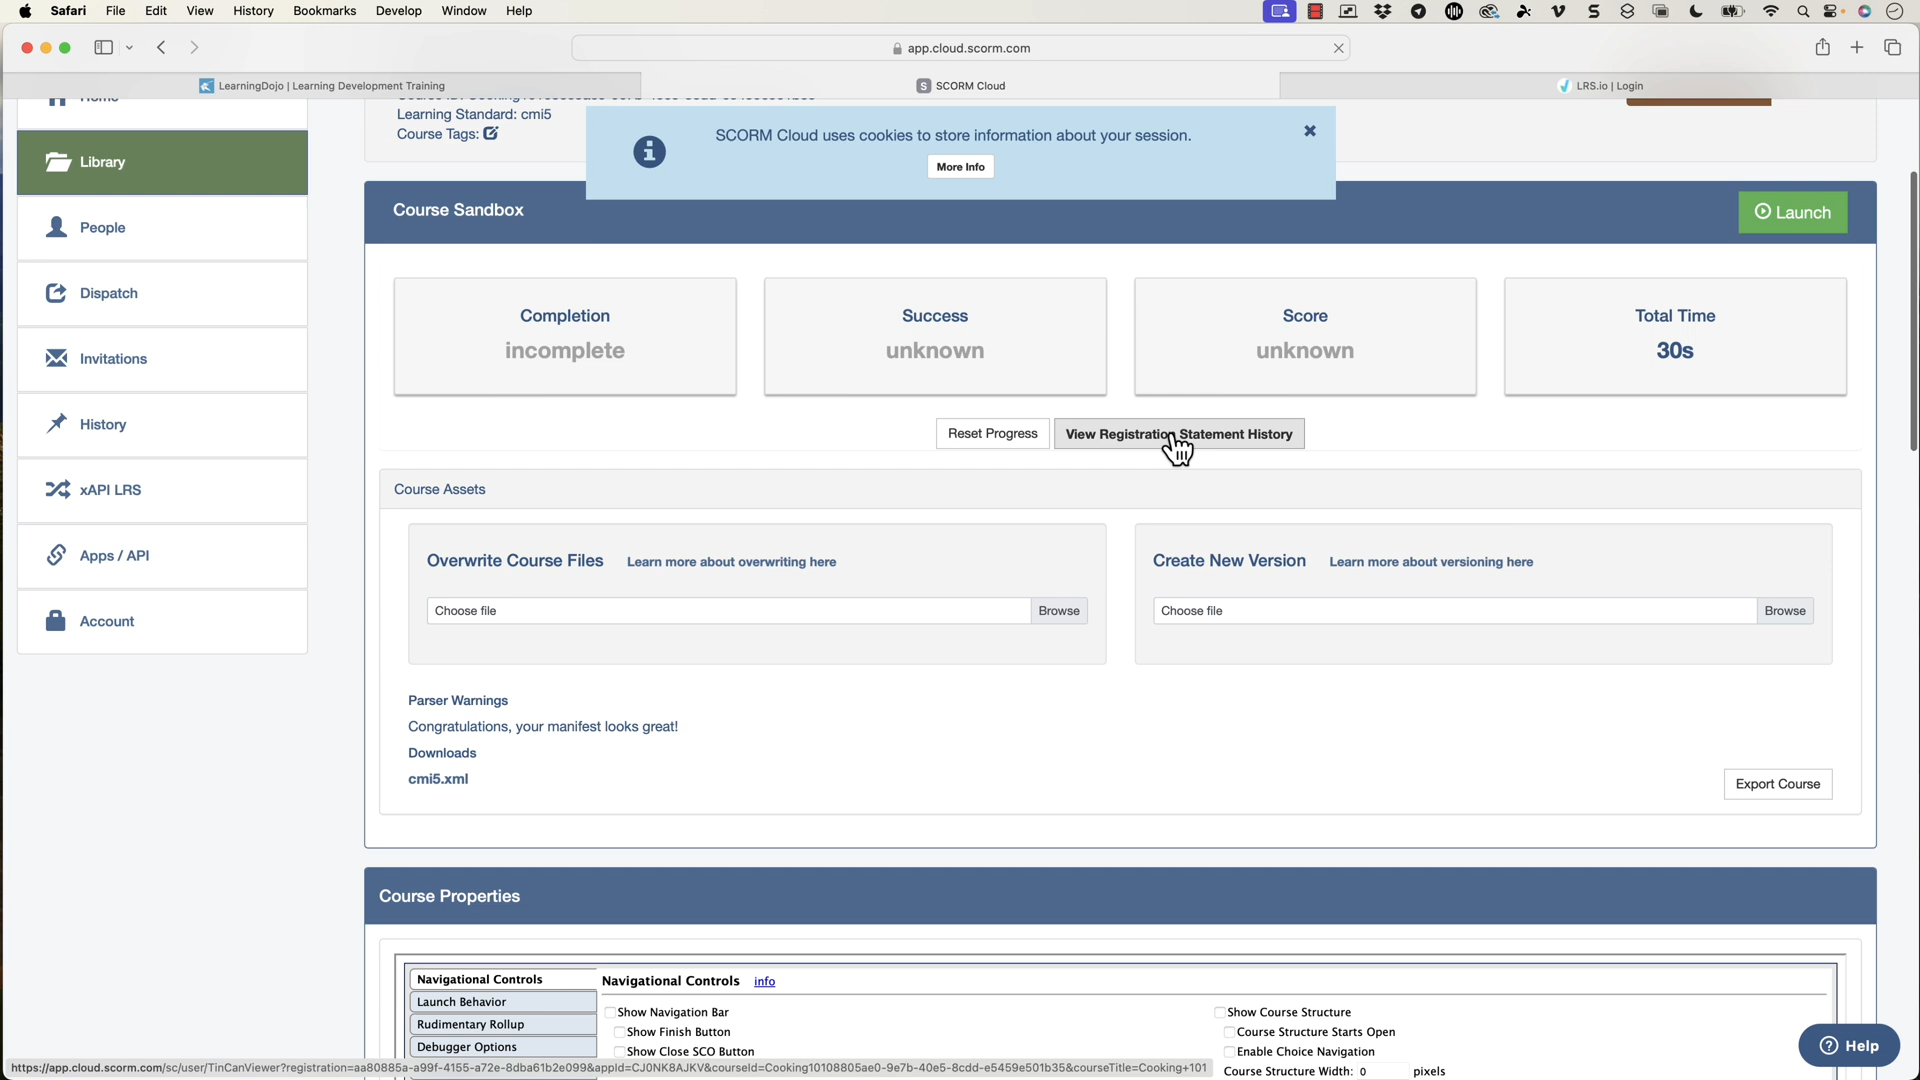 Safari File Edit View History Bookmarks Develop Window Help
app.cloud.scorm.com
LearningDojo | Learning Development Training
SCORM Cloud
LRS.io | Login
Learning Standard: cmi5
Course Tags:
SCORM Cloud uses cookies to store information about your session.
More Info
Home
Library
People
Dispatch
Invitations
History
xAPI LRS
Apps / API
Account
Course Sandbox
Launch
Completion
incomplete
Success
unknown
Score
unknown
Total Time
30s
Reset Progress
View Registration Statement History
Course Assets
Overwrite Course Files Learn more about overwriting here
Choose file Browse
Create New Version Learn more about versioning here
Choose file Browse
Parser Warnings
Congratulations, your manifest looks great!
Downloads
cmi5.xml
Export Course
Course Properties
Navigational Controls
Launch Behavior
Rudimentary Rollup
Debugger Options
Navigational Controls info
Show Navigation Bar
Show Finish Button
Show Close SCO Button
Show Course Structure
Course Structure Starts Open
Enable Choice Navigation
Course Structure Width: 0 pixels
Help
https://app.cloud.scorm.com/sc/user/TinCanViewer?registration=aa80885a-a99f-4155-a72e-8dba61b2e099&appId=CJ0NK8AJKV&courseId=Cooking10108805ae0-9e7b-40e5-8cdd-e5459e501b35&courseTitle=Cooking+101